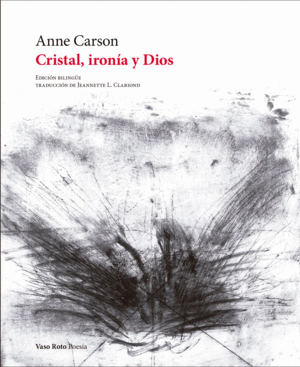 Anne Carson
Cristal, ironía y Dios
Edición bilingüe
traducción de Jeannette L. Clariond
Vaso Roto Poesía